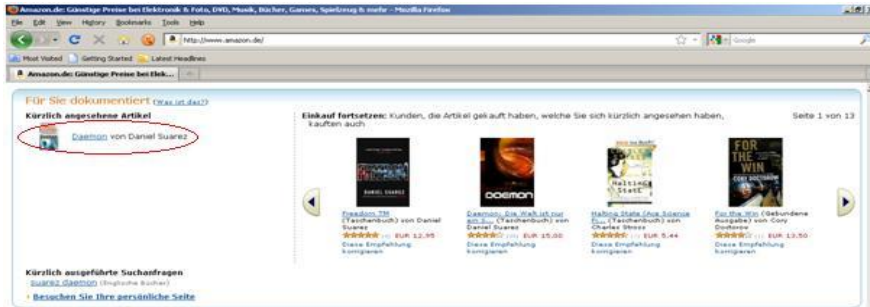 Amazon.de: Günstige Preise bei Elektronik & Foto, DVD, Musik, Bücher, Games, Spielzeug & mehr - Mozilla Firefox
File Edit View History Bookmarks Tools Help
http://www.amazon.de/
Google
Most Visited Getting Started Latest Headlines
Amazon.de: Günstige Preise bei Elek...
Für Sie dokumentiert (Was ist das?)
Kürzlich angesehene Artikel
Daemon von Daniel Suarez
Einkauf fortsetzen: Kunden, die Artikel gekauft haben, welche Sie sich kürzlich angesehen haben,
kauften auch
Seite 1 von 13
DANIEL SUAREZ
DAEMON
Halting State
FOR THE WIN
CORY DOCTOROW
Freedom TM
(Taschenbuch) von Daniel
Suarez
EUR 12,95
Diese Empfehlung
korrigieren
Daemon: Die Welt ist nur
ein S... (Taschenbuch) von
Daniel Suarez
EUR 15,00
Diese Empfehlung
korrigieren
Halting State (Ace Science
Fi... (Taschenbuch) von
Charles Stross
EUR 5,44
Diese Empfehlung
korrigieren
For the Win (Gebundene
Ausgabe) von Cory
Doctorow
EUR 13,50
Diese Empfehlung
korrigieren
Kürzlich ausgeführte Suchanfragen
suarez daemon (Englische Bücher)
Besuchen Sie Ihre persönliche Seite